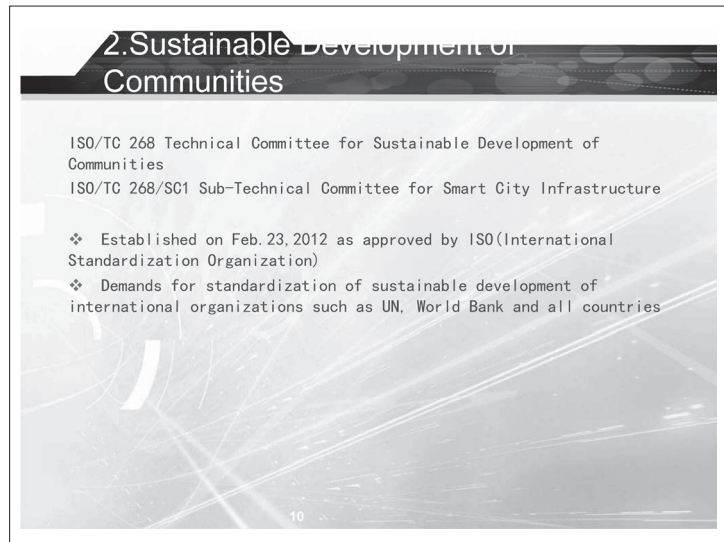 2.Sustainable Development of
Communities
ISO/TC 268 Technical Committee for Sustainable Development of
Communities
ISO/TC 268/SC1 Sub-Technical Committee for Smart City Infrastructure
❖ Established on Feb.23,2012 as approved by ISO(International
Standardization Organization)
❖ Demands for standardization of sustainable development of
international organizations such as UN, World Bank and all countries
10